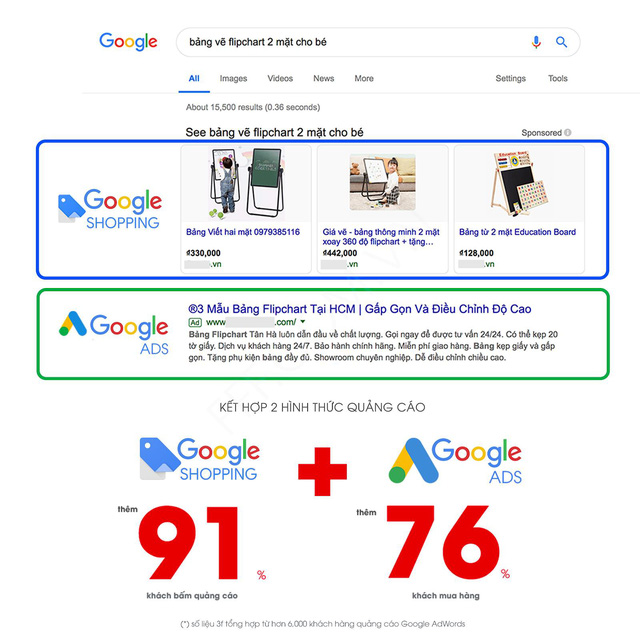 Google
bảng vẽ flipchart 2 mặt cho bé
All Images Videos News More Settings Tools
About 15,500 results (0.36 seconds)
See bảng vẽ flipchart 2 mặt cho bé Sponsored
Google
SHOPPING
Bảng Viết hai mặt 0979385116
₫330,000
.vn
Giá vẽ - bảng thông minh 2 mặt
xoay 360 độ flipchart + tặng...
₫442,000
.vn
Bảng từ 2 mặt Education Board
₫128,000
.vn
Google
ADS
®3 Mẫu Bảng Flipchart Tại HCM | Gấp Gọn Và Điều Chỉnh Độ Cao
Ad www .com/
Bảng Flipchart Tân Hà luôn dẫn đầu về chất lượng. Gọi ngay để được tư vấn 24/24. Có thể kẹp 20
tờ giấy. Dịch vụ khách hàng 24/7. Bảo hành chính hãng. Miễn phí giao hàng. Bảng kẹp giấy và gấp
gọn. Tặng phụ kiện bảng đầy đủ. Showroom chuyên nghiệp. Dễ điều chỉnh chiều cao.
KẾT HỢP 2 HÌNH THỨC QUẢNG CÁO
Google
SHOPPING
+
Google
ADS
thêm
91%
khách bấm quảng cáo
thêm
76%
khách mua hàng
(*) số liệu 3f tổng hợp từ hơn 6,000 khách hàng quảng cáo Google AdWords